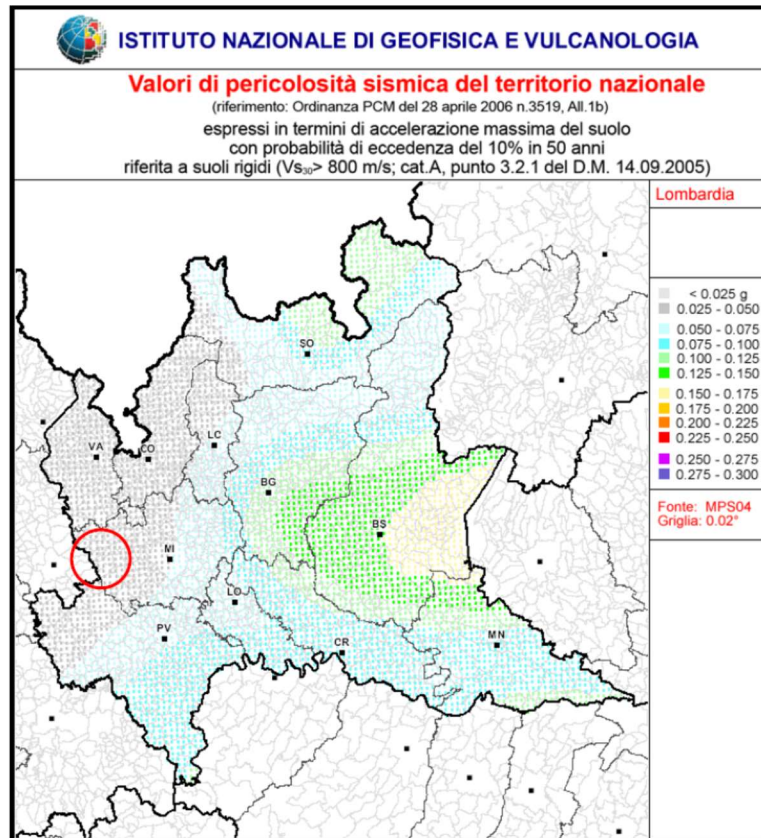 ISTITUTO NAZIONALE DI GEOFISICA E VULCANOLOGIA
Valori di pericolosità sismica del territorio nazionale
(riferimento: Ordinanza PCM del 28 aprile 2006 n.3519, All.1b)
espressi in termini di accelerazione massima del suolo
con probabilità di eccedenza del 10% in 50 anni
riferita a suoli rigidi (Vs₃₀> 800 m/s; cat.A, punto 3.2.1 del D.M. 14.09.2005)
Lombardia
< 0.025 g
0.025 - 0.050
0.050 - 0.075
0.075 - 0.100
0.100 - 0.125
0.125 - 0.150
0.150 - 0.175
0.175 - 0.200
0.200 - 0.225
0.225 - 0.250
0.250 - 0.275
0.275 - 0.300
Fonte: MPS04
Griglia: 0.02°
SO
VA
CO
LC
BG
BS
MI
LO
PV
CR
MN